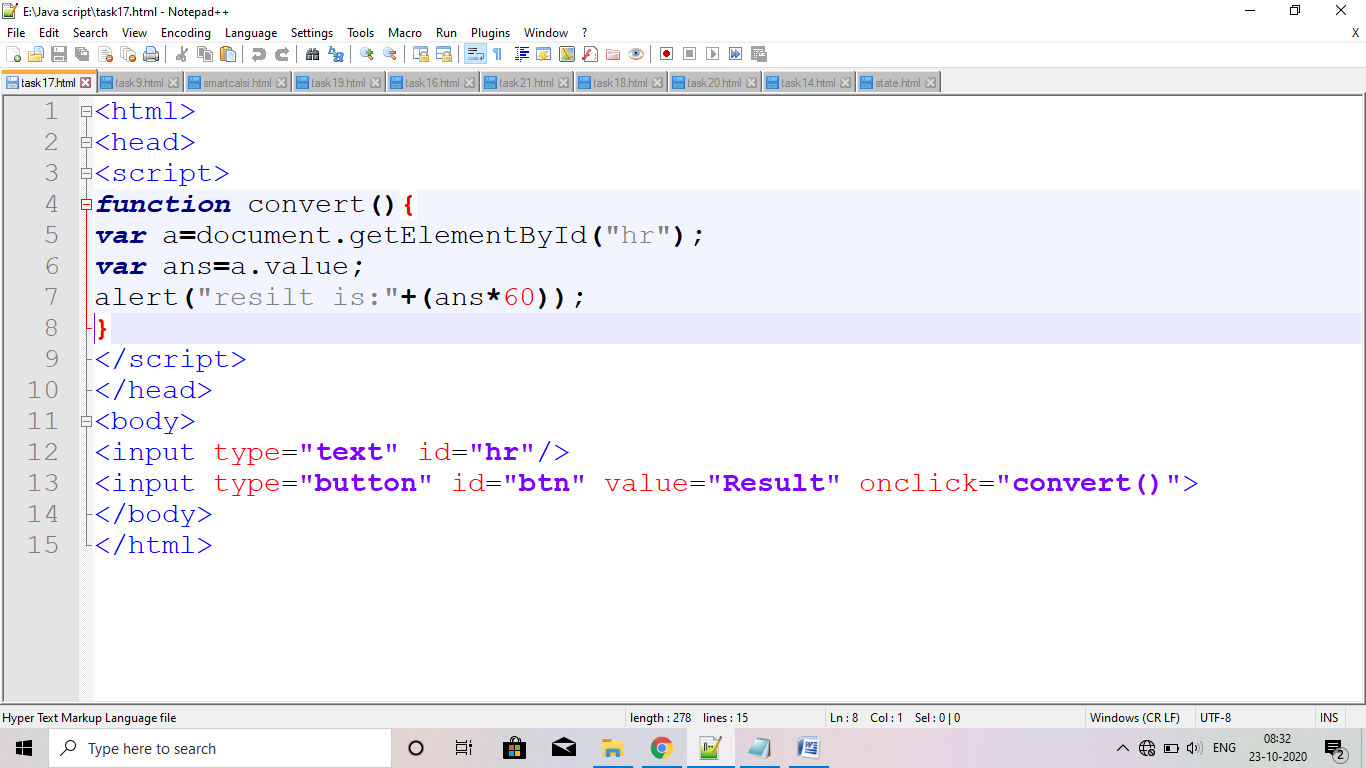 E:\Java script\task17.html - Notepad++
File Edit Search View Encoding Language Settings Tools Macro Run Plugins Window ? X
task17.html task9.html smartcalsi.html task19.html task16.html task21.html task18.html task20.html task14.html state.html
1 <html>
2 <head>
3 <script>
4 function convert(){
5 var a=document.getElementById("hr");
6 var ans=a.value;
7 alert("resilt is:"+(ans*60));
8 }
9 </script>
10 </head>
11 <body>
12 <input type="text" id="hr"/>
13 <input type="button" id="btn" value="Result" onclick="convert()">
14 </body>
15 </html>
Hyper Text Markup Language file length : 278 lines : 15 Ln : 8 Col : 1 Sel : 0 | 0 Windows (CR LF) UTF-8 INS
Type here to search ENG 08:32
23-10-2020 2